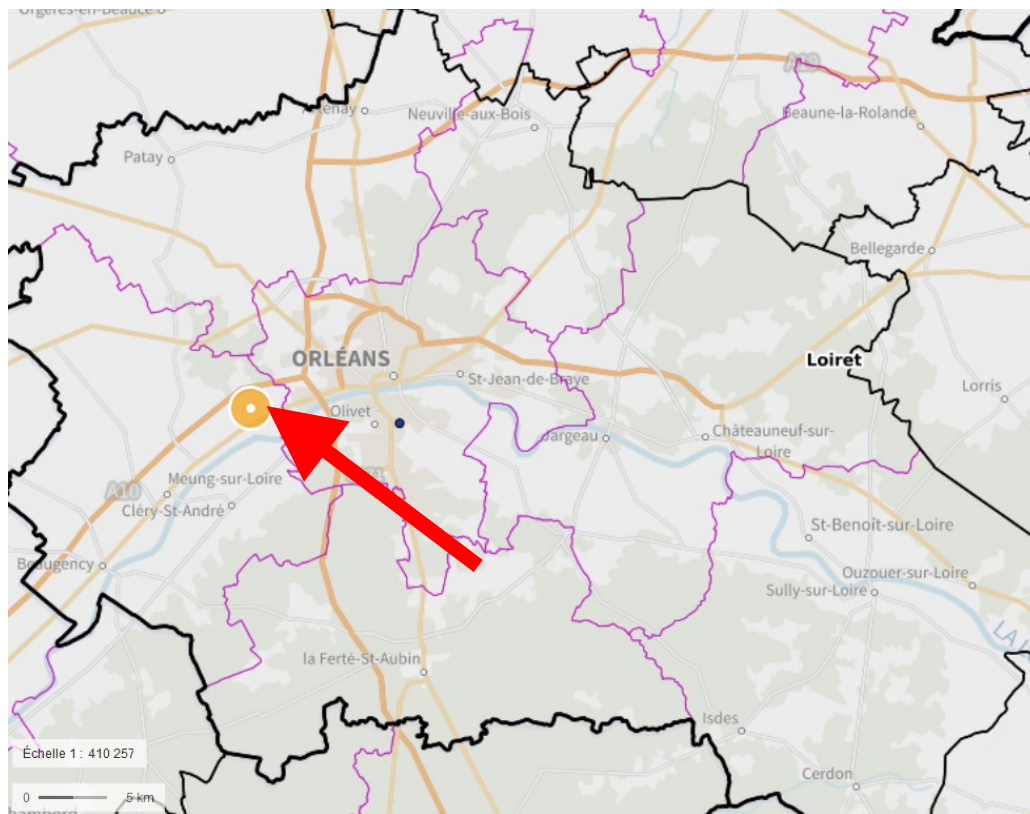 Orgères-en-Beauce
A19
Artenay
Neuville-aux-Bois
Beaune-la-Rolande
Patay
Bellegarde
ORLÉANS
Loiret
St-Jean-de-Braye
Lorris
Olivet
Jargeau
Châteauneuf-sur-
Loire
Meung-sur-Loire
A10
Cléry-St-André
St-Benoît-sur-Loire
Beaugency
Ouzouer-sur-Loire
Sully-sur-Loire
la Ferté-St-Aubin
Isdes
Échelle 1 : 410 257
Cerdon
0
5 km